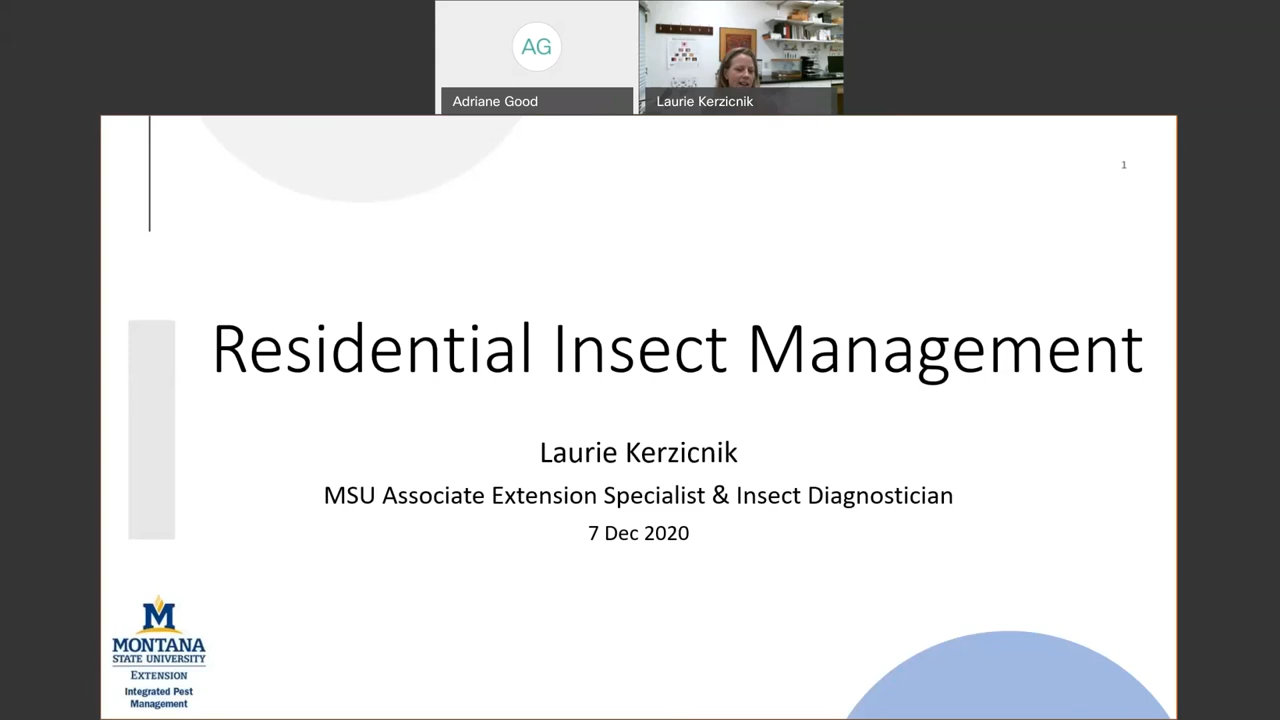 AG
Adriane Good
Laurie Kerzicnik
1
Residential Insect Management
Laurie Kerzicnik
MSU Associate Extension Specialist & Insect Diagnostician
7 Dec 2020
M
MONTANA
STATE UNIVERSITY
EXTENSION
Integrated Pest
Management